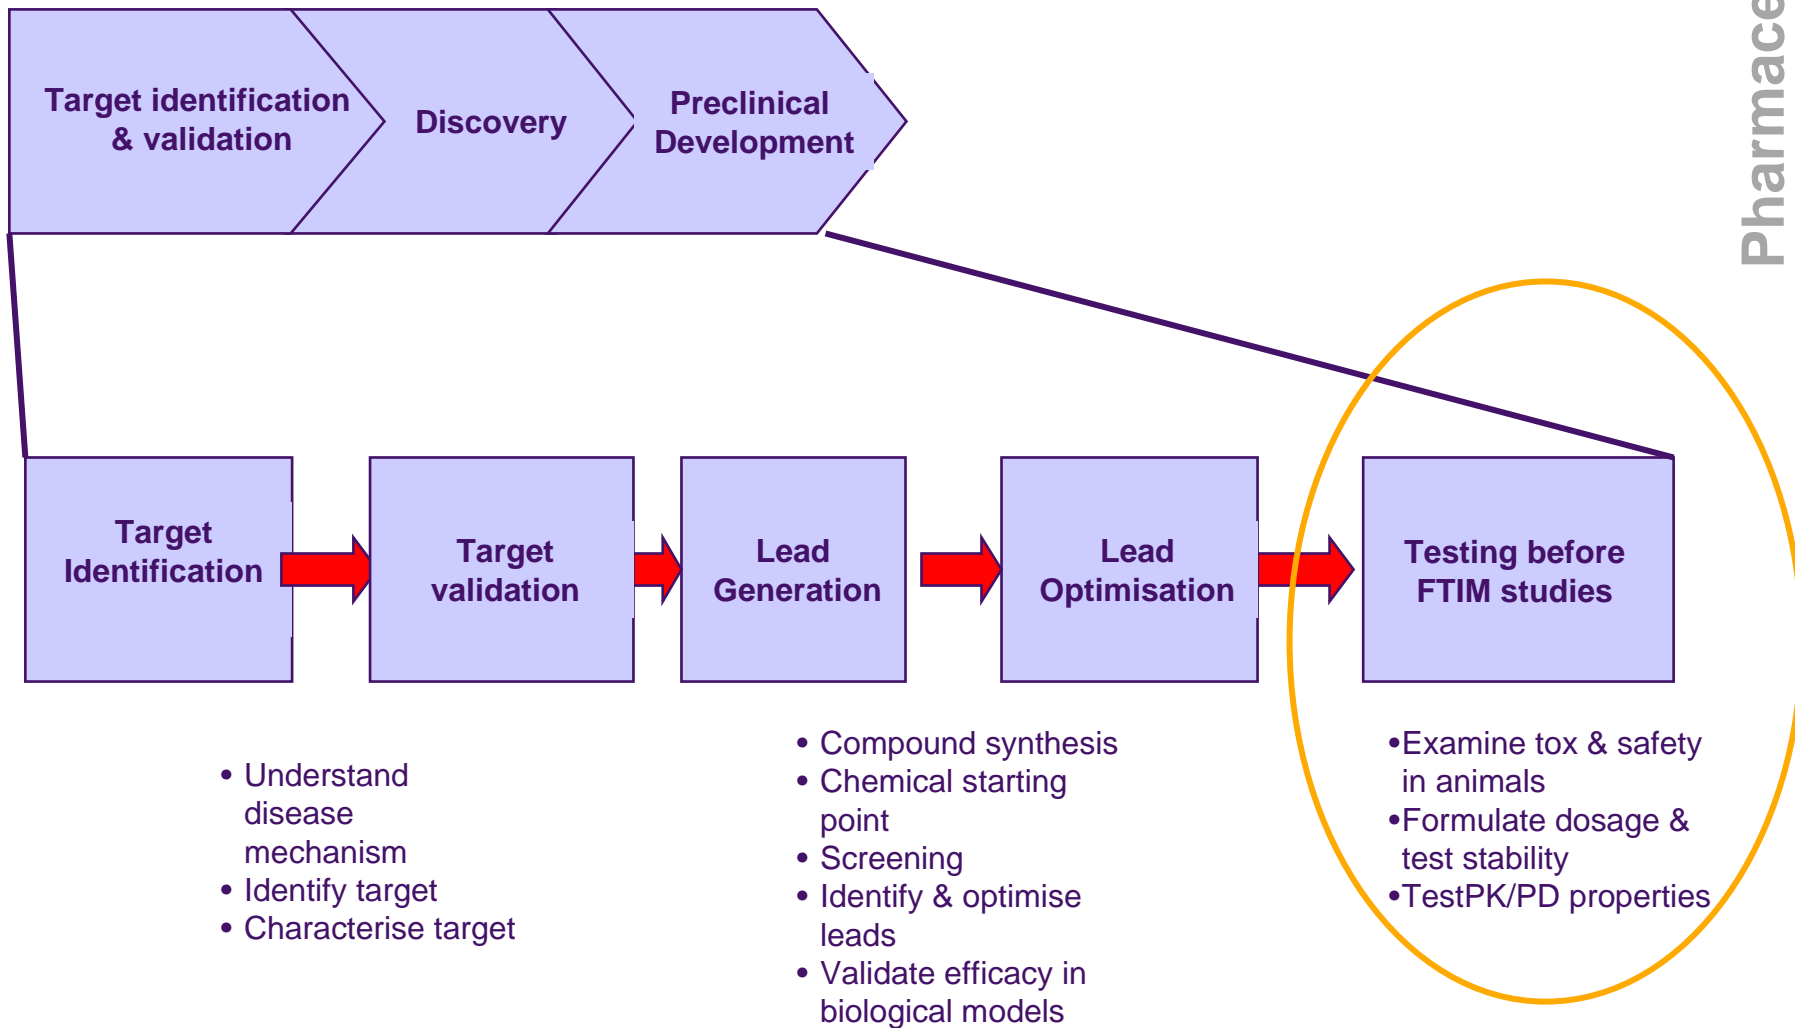 Target identification
& validation
Discovery
Preclinical
Development
Pharmace
Target
Identification
Target
validation
Lead
Generation
Lead
Optimisation
Testing before
FTIM studies
• Understand
disease
mechanism
• Identify target
• Characterise target
• Compound synthesis
• Chemical starting
point
• Screening
• Identify & optimise
leads
• Validate efficacy in
biological models
•Examine tox & safety
in animals
•Formulate dosage &
test stability
•TestPK/PD properties